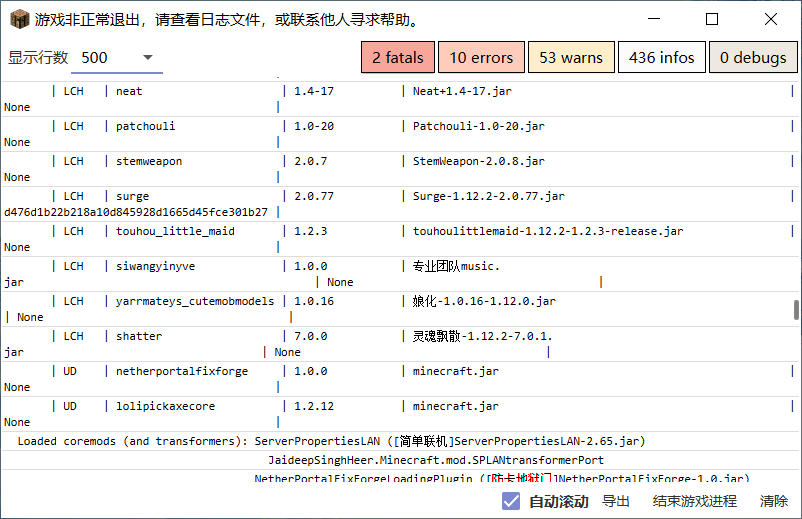 游戏非正常退出，请查看日志文件，或联系他人寻求帮助。
显示行数 500 2 fatals 10 errors 53 warns 436 infos 0 debugs
| LCH | neat | 1.4-17 | Neat+1.4-17.jar |
None |
| LCH | patchouli | 1.0-20 | Patchouli-1.0-20.jar |
None |
| LCH | stemweapon | 2.0.7 | StemWeapon-2.0.8.jar |
None |
| LCH | surge | 2.0.77 | Surge-1.12.2-2.0.77.jar |
d476d1b22b218a10d845928d1665d45fce301b27 |
| LCH | touhou_little_maid | 1.2.3 | touhoulittlemaid-1.12.2-1.2.3-release.jar |
None |
| LCH | siwangyinyve | 1.0.0 | 专业团队music.
jar | None |
| LCH | yarrmateys_cutemobmodels | 1.0.16 | 娘化-1.0.16-1.12.0.jar
| None |
| LCH | shatter | 7.0.0 | 灵魂飘散-1.12.2-7.0.1.
jar | None |
| UD | netherportalfixforge | 1.0.0 | minecraft.jar |
None |
| UD | lolipickaxecore | 1.2.12 | minecraft.jar |
None |
Loaded coremods (and transformers): ServerPropertiesLAN ([简单联机]ServerPropertiesLAN-2.65.jar)
JaideepSinghHeer.Minecraft.mod.SPLANtransformerPort
NetherPortalFixForgeLoadingPlugin ([防卡地狱门]NetherPortalFixForge-1.0.jar)
自动滚动 导出 结束游戏进程 清除